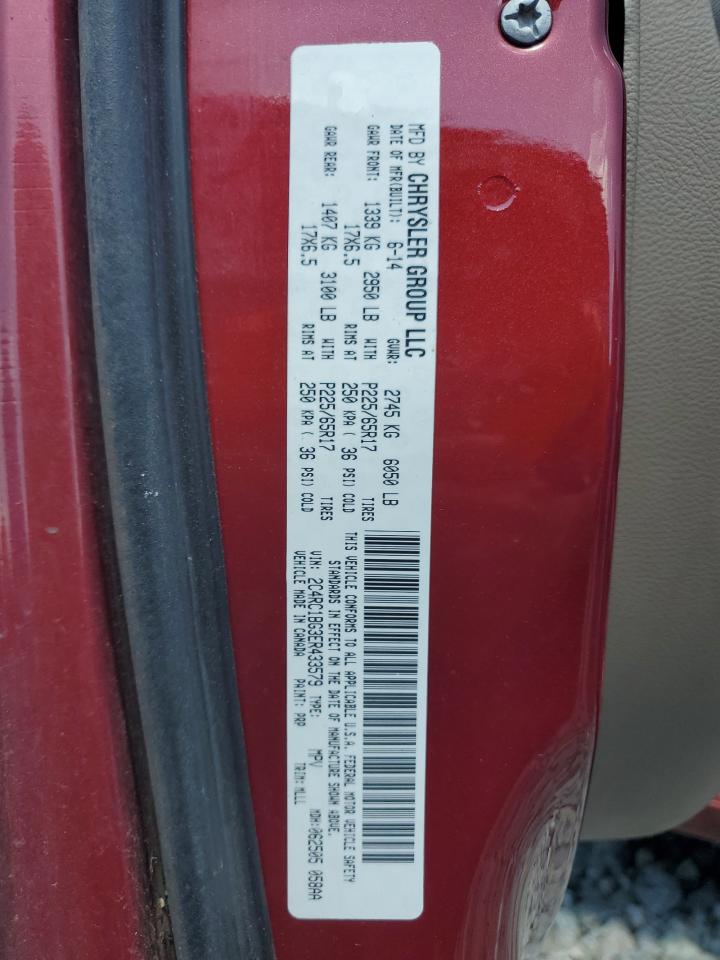 MFD BY CHRYSLER GROUP LLC
DATE OF MFR(BUILT): 6-14 GVWR: 2745 KG 6050 LB
GAWR FRONT: 1339 KG 2950 LB WITH P225/65R17 TIRES
17X6.5 RIMS AT 250 KPA ( 36 PSI) COLD
GAWR REAR: 1407 KG 3100 LB WITH P225/65R17 TIRES
17X6.5 RIMS AT 250 KPA ( 36 PSI) COLD
THIS VEHICLE CONFORMS TO ALL APPLICABLE U.S.A. FEDERAL MOTOR VEHICLE SAFETY
STANDARDS IN EFFECT ON THE DATE OF MANUFACTURE SHOWN ABOVE.
VIN: 2C4RC1BG3ER433579 TYPE: MPV MDH:062505 058AA
VEHICLE MADE IN CANADA PAINT: PRP TRIM: MLLL